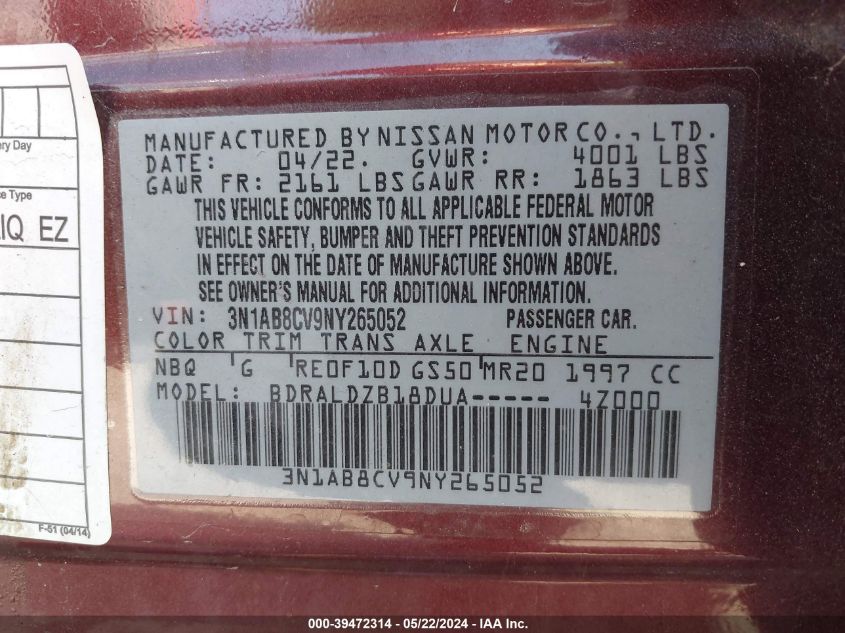 MANUFACTURED BY NISSAN MOTOR CO., LTD.
DATE: 04/22. GVWR: 4001 LBS
GAWR FR: 2161 LBS GAWR RR: 1863 LBS
THIS VEHICLE CONFORMS TO ALL APPLICABLE FEDERAL MOTOR
VEHICLE SAFETY, BUMPER AND THEFT PREVENTION STANDARDS
IN EFFECT ON THE DATE OF MANUFACTURE SHOWN ABOVE.
SEE OWNER'S MANUAL FOR ADDITIONAL INFORMATION.
VIN: 3N1AB8CV9NY265052 PASSENGER CAR.
COLOR TRIM TRANS AXLE ENGINE
NBQ G RE0F10D GS50 MR20 1997 CC
MODEL: BDRALDZB18DUA----- 4Z000
3N1AB8CV9NY265052
ry Day
ce Type
IQ EZ
F-51 (04/14)
000-39472314 - 05/22/2024 - IAA Inc.